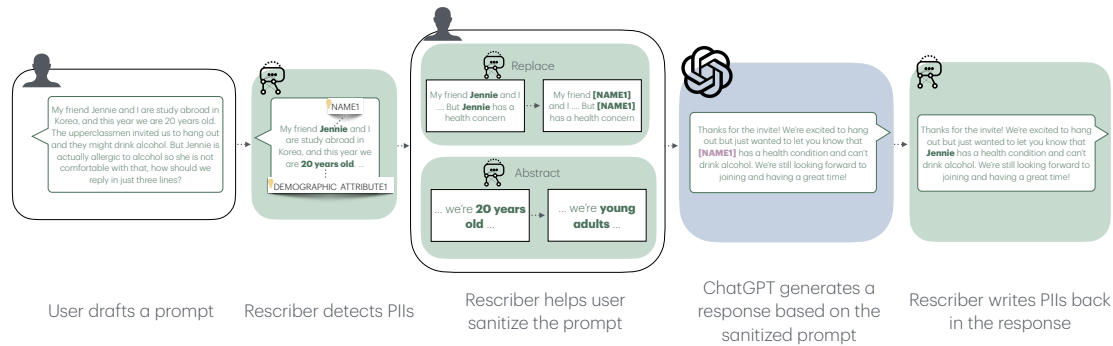 My friend Jennie and I are study abroad in
Korea, and this year we are 20 years old.
The upperclassmen invited us to hang out
and they might drink alcohol. But Jennie is
actually allergic to alcohol so she is not
comfortable with that, how should we
reply in just three lines?
User drafts a prompt
NAME1
My friend Jennie and I
are study abroad in
Korea, and this year we
are 20 years old ...
DEMOGRAPHIC ATTRIBUTE1
Rescriber detects PIIs
Replace
My friend Jennie and I
.... But Jennie has a
health concern
My friend [NAME1]
and I .... But [NAME1]
has a health concern
Abstract
... we're 20 years
old ...
... we're young
adults ...
Rescriber helps user
sanitize the prompt
Thanks for the invite! We're excited to hang
out but just wanted to let you know that
[NAME1] has a health condition and can't
drink alcohol. We're still looking forward to
joining and having a great time!
ChatGPT generates a
response based on the
sanitized prompt
Thanks for the invite! We're excited to hang
out but just wanted to let you know that
Jennie has a health condition and can't
drink alcohol. We're still looking forward to
joining and having a great time!
Rescriber writes PIIs back
in the response